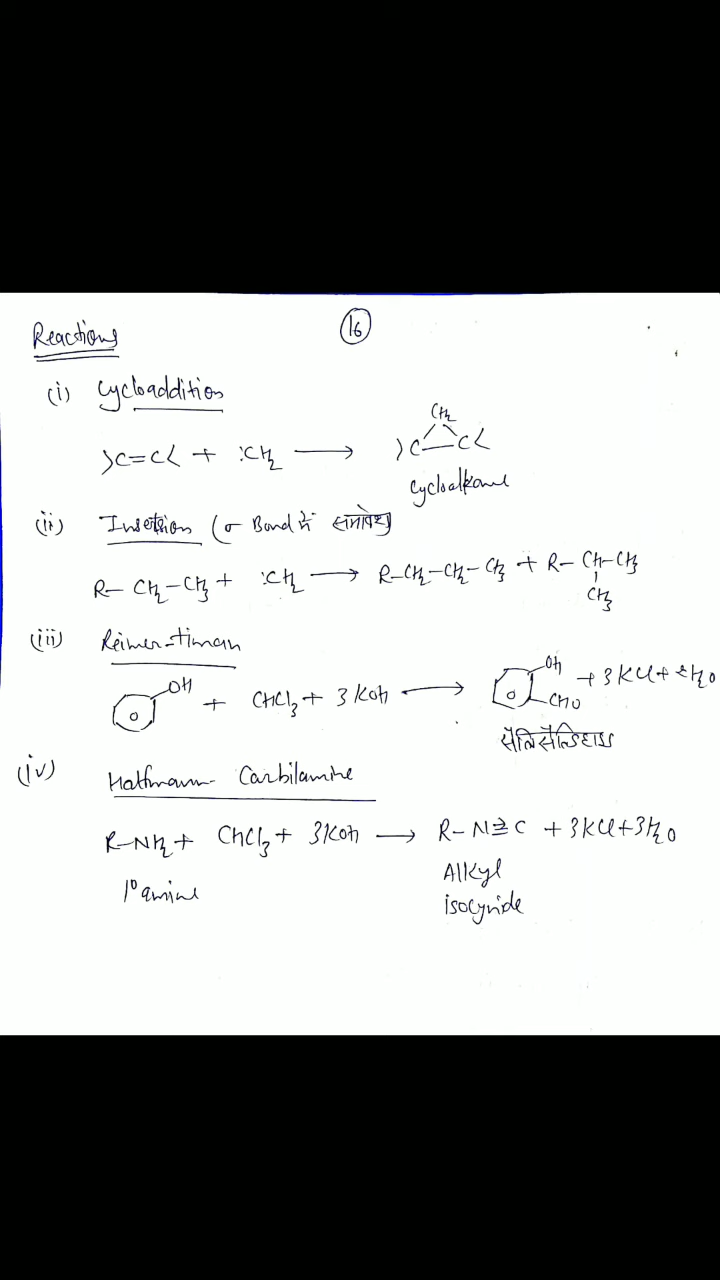 16
Reactions
(i) Cycloaddition
>C=C< + :CH2 ⟶ >C—C< CH2
Cycloalkane
(ii) Insertion (σ Bond में समावेश)
R–CH2–CH3 + :CH2 ⟶ R–CH2–CH2–CH3 + R–CH–CH3
CH3
(iii) Reimer-Timan
OH + CHCl3 + 3KOH ⟶ OH CHO + 3KCl + 2H2O
(iv) Carbilamine
R–NH2 + CHCl3 + 3KOH ⟶ R–N≡C + 3KCl + 3H2O
1° amine Alkyl
isocynide